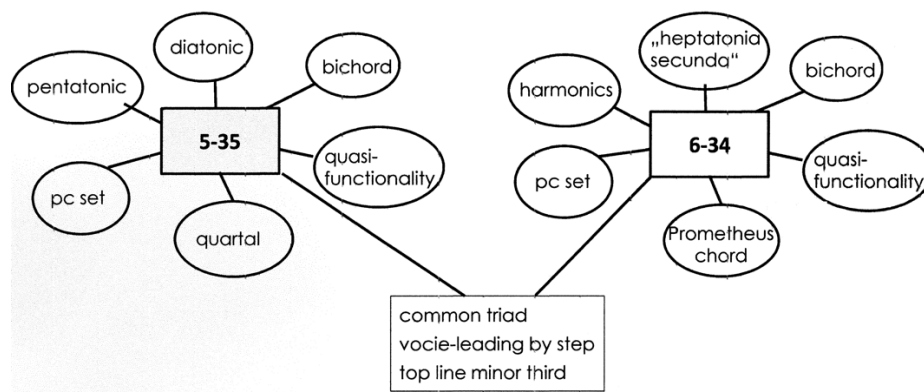 diatonic
bichord
pentatonic
5-35
pc set
quasi-
functionality
quartal
„heptatonia
secunda“
bichord
harmonics
6-34
pc set
quasi-
functionality
Prometheus
chord
common triad
vocie-leading by step
top line minor third